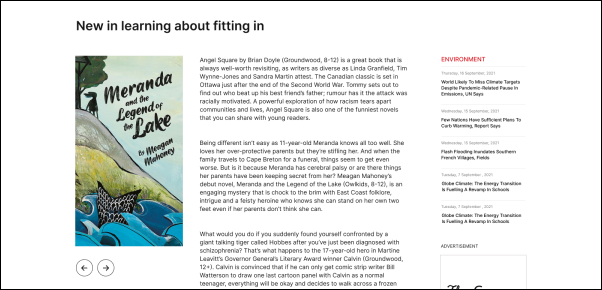 New in learning about fitting in
Meranda
and the
Legend of
the
Lake
Meagan
Mahoney
Angel Square by Brian Doyle (Groundwood, 8-12) is a great book that is
always well-worth revisiting, as writers as diverse as Linda Granfield, Tim
Wynne-Jones and Sandra Martin attest. The Canadian classic is set in
Ottawa just after the end of the Second World War. Tommy sets out to
find out who beat up his best friend's father; rumour has it the attack was
racially motivated. A powerful exploration of how racism tears apart
communities and lives, Angel Square is also one of the funniest novels
that you can share with young readers.
Being different isn't easy as 11-year-old Meranda knows all too well. She
loves her over-protective parents but they're stifling her. And when the
family travels to Cape Breton for a funeral, things seem to get even
worse. But is it because Meranda has cerebral palsy or are there things
her parents have been keeping secret from her? Meagan Mahoney's
debut novel, Meranda and the Legend of the Lake (Owlkids, 8-12), is an
engaging mystery that is chock to the brim with East Coast folklore,
intrigue and a feisty heroine who knows she can stand on her own two
feet even if her parents don't think she can.
What would you do if you suddenly found yourself confronted by a
giant talking tiger called Hobbes after you've just been diagnosed with
schizophrenia? That's what happens to the 17-year-old hero in Martine
Leavitt's Governor General's Literary Award winner Calvin (Groundwood,
12+). Calvin is convinced that if he can only get comic strip writer Bill
Watterson to draw one last cartoon panel with Calvin as a normal
teenager, everything will be okay and decides to walk across a frozen
ENVIRONMENT
Thursday, 16 September, 2021
World Likely To Miss Climate Targets
Despite Pandemic-Related Pause In
Emissions, UN Says
Wednesday, 15 September, 2021
Few Nations Have Sufficient Plans To
Curb Warming, Report Says
Wednesday, 15 September, 2021
Flash Flooding Inundates Southern
French Villages, Fields
Tuesday, 7 September , 2021
Globe Climate: The Energy Transition
Is Fuelling A Revamp In Schools
Tuesday, 7 September , 2021
Globe Climate: The Energy Transition
Is Fuelling A Revamp In Schools
ADVERTISEMENT